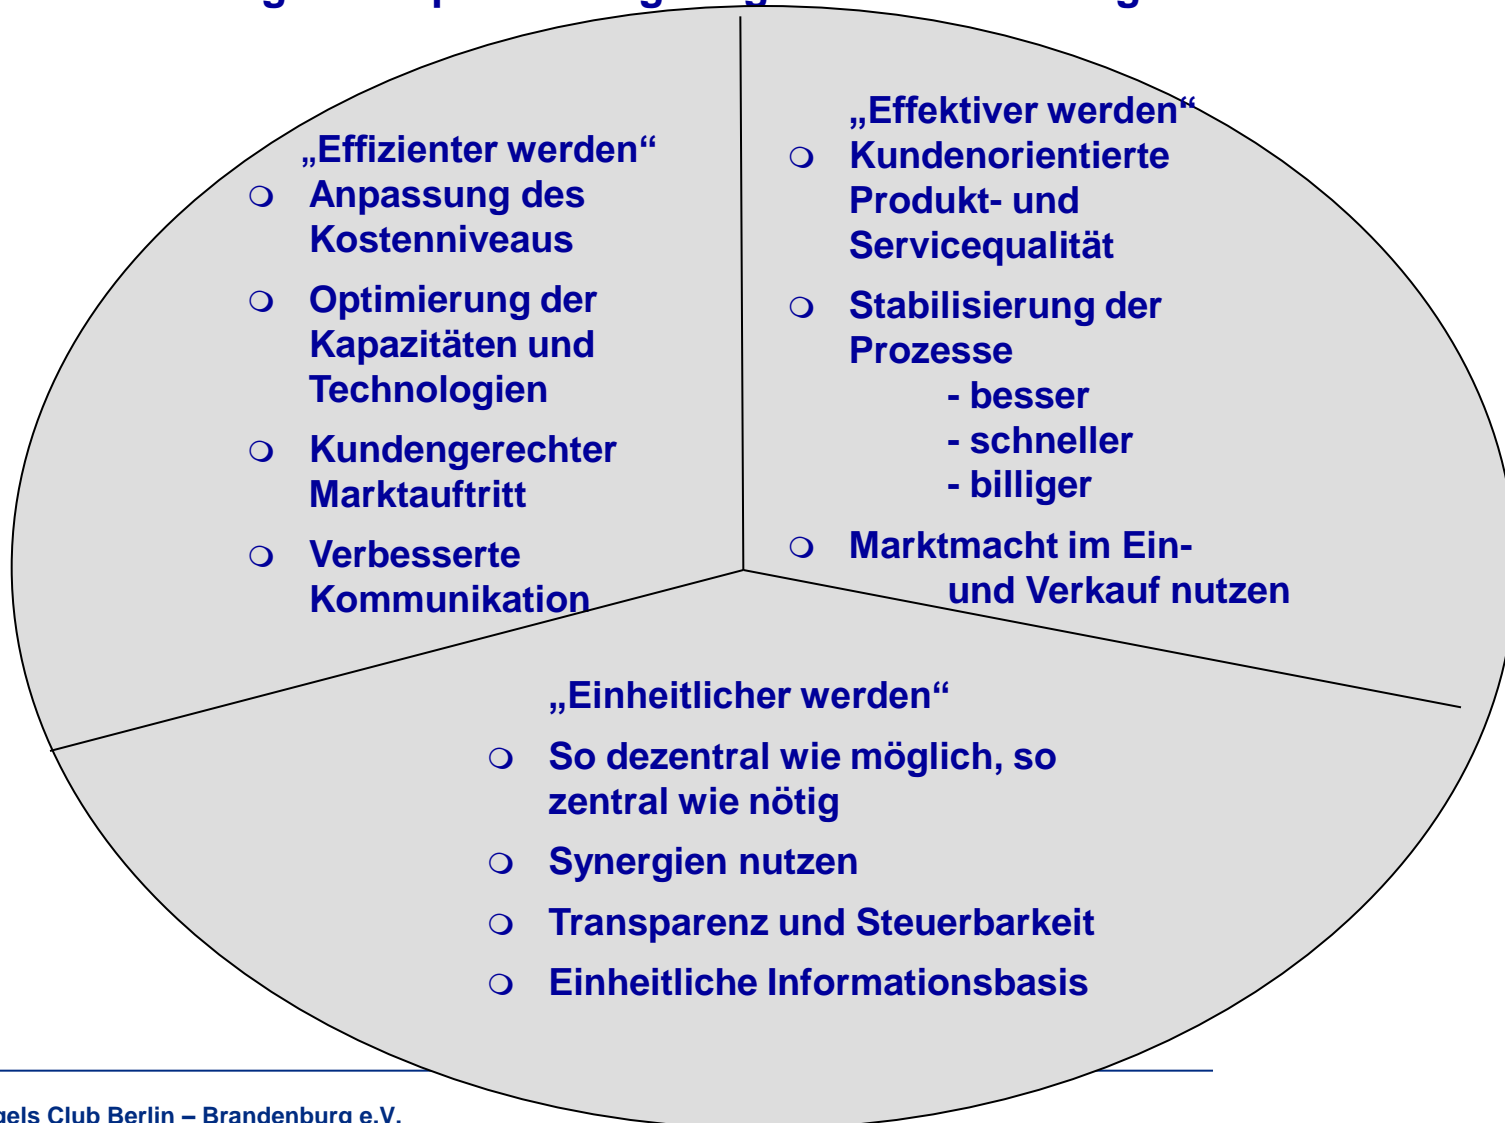 „Effizienter werden“
❍ Anpassung des
Kostenniveaus
❍ Optimierung der
Kapazitäten und
Technologien
❍ Kundengerechter
Marktauftritt
❍ Verbesserte
Kommunikation
„Effektiver werden“
❍ Kundenorientierte
Produkt- und
Servicequalität
❍ Stabilisierung der
Prozesse
- besser
- schneller
- billiger
❍ Marktmacht im Ein-
und Verkauf nutzen
„Einheitlicher werden“
❍ So dezentral wie möglich, so
zentral wie nötig
❍ Synergien nutzen
❍ Transparenz und Steuerbarkeit
❍ Einheitliche Informationsbasis
gels Club Berlin – Brandenburg e.V.